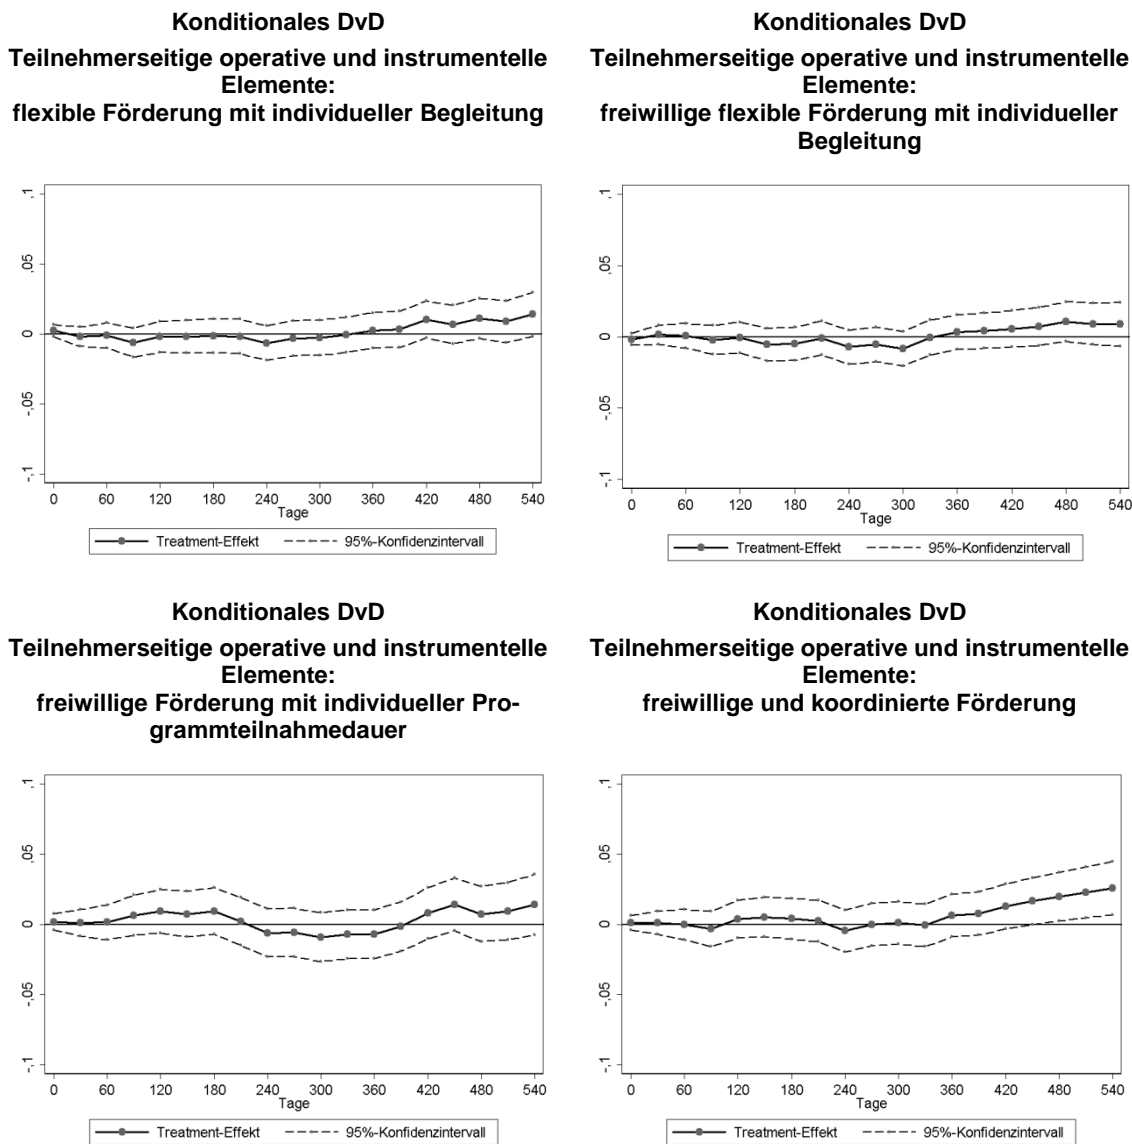 Konditionales DvD
Teilnehmerseitige operative und instrumentelle
Elemente:
flexible Förderung mit individueller Begleitung
,1
,05
0
-,05
-,1
0 60 120 180 240 300 360 420 480 540
Tage
Treatment-Effekt 95%-Konfidenzintervall
Konditionales DvD
Teilnehmerseitige operative und instrumentelle
Elemente:
freiwillige flexible Förderung mit individueller
Begleitung
,1
,05
0
-,05
-,1
0 60 120 180 240 300 360 420 480 540
Tage
Treatment-Effekt 95%-Konfidenzintervall
Konditionales DvD
Teilnehmerseitige operative und instrumentelle
Elemente:
freiwillige Förderung mit individueller Pro-
grammteilnahmedauer
,1
,05
0
-,05
-,1
0 60 120 180 240 300 360 420 480 540
Tage
Treatment-Effekt 95%-Konfidenzintervall
Konditionales DvD
Teilnehmerseitige operative und instrumentelle
Elemente:
freiwillige und koordinierte Förderung
,1
,05
0
-,05
-,1
0 60 120 180 240 300 360 420 480 540
Tage
Treatment-Effekt 95%-Konfidenzintervall